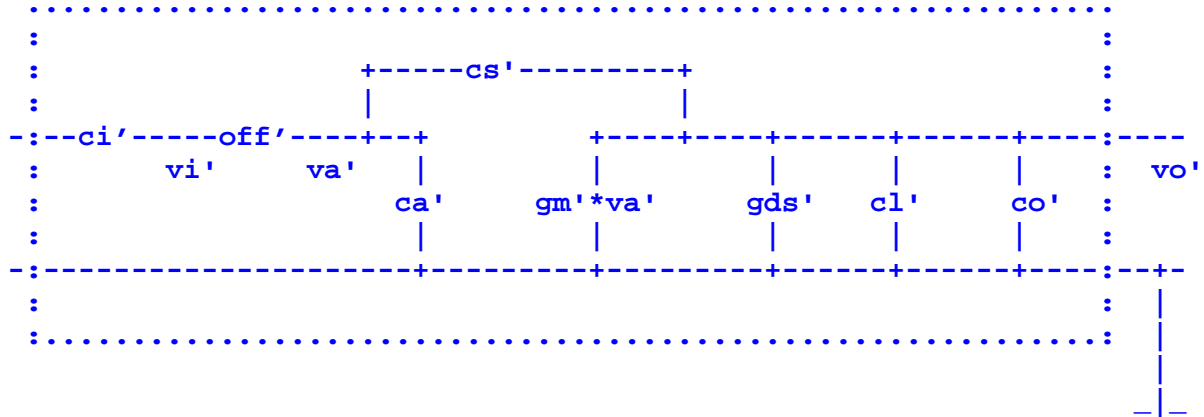 cs'
ci’ off’
vi' va' vo'
ca' gm'*va' gds' cl' co'